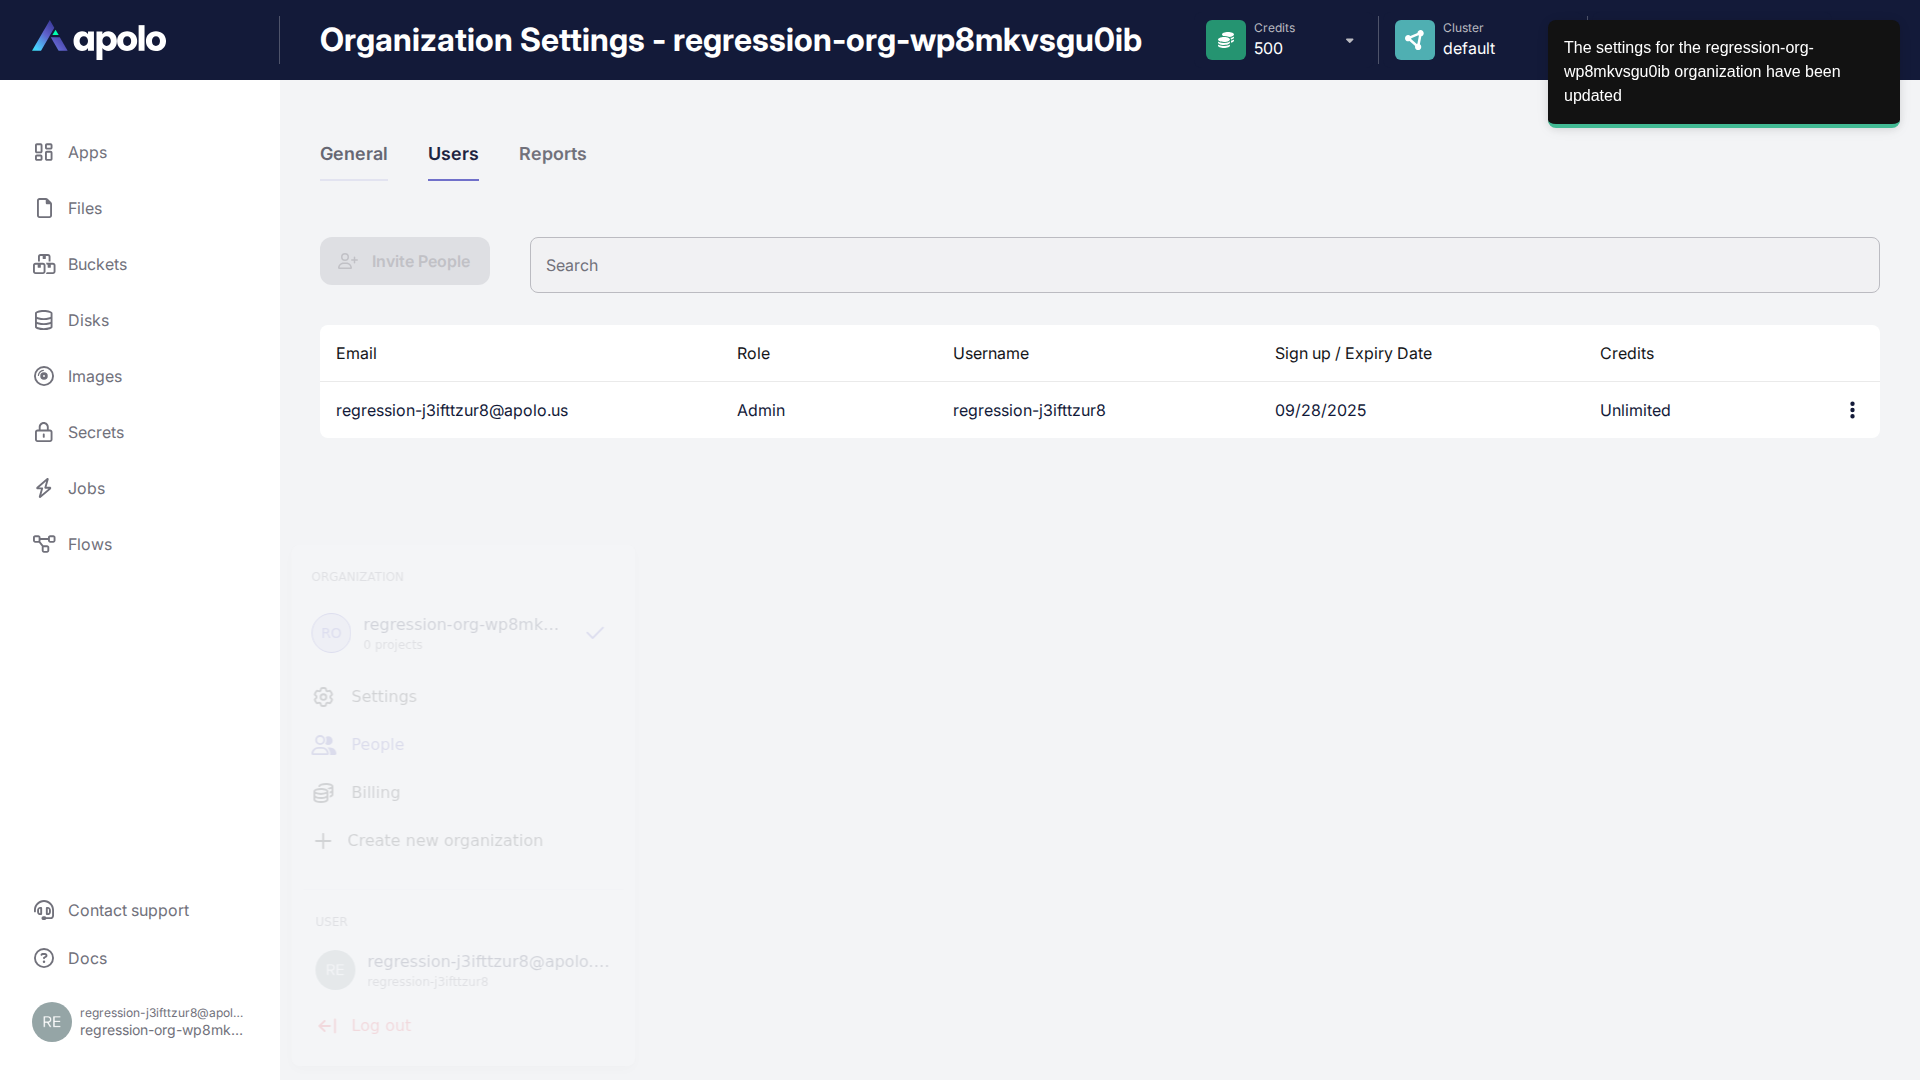 apolo
Organization Settings - regression-org-wp8mkvsgu0ib
Credits
500
Cluster
default
The settings for the regression-org-
wp8mkvsgu0ib organization have been
updated
Apps
Files
Buckets
Disks
Images
Secrets
Jobs
Flows
Contact support
Docs
RE
regression-j3ifttzur8@apol...
regression-org-wp8mk...
General
Users
Reports
Invite People
Search
Email
Role
Username
Sign up / Expiry Date
Credits
regression-j3ifttzur8@apolo.us
Admin
regression-j3ifttzur8
09/28/2025
Unlimited
ORGANIZATION
RO
regression-org-wp8mk...
0 projects
Settings
People
Billing
Create new organization
USER
RE
regression-j3ifttzur8@apolo....
regression-j3ifttzur8
Log out